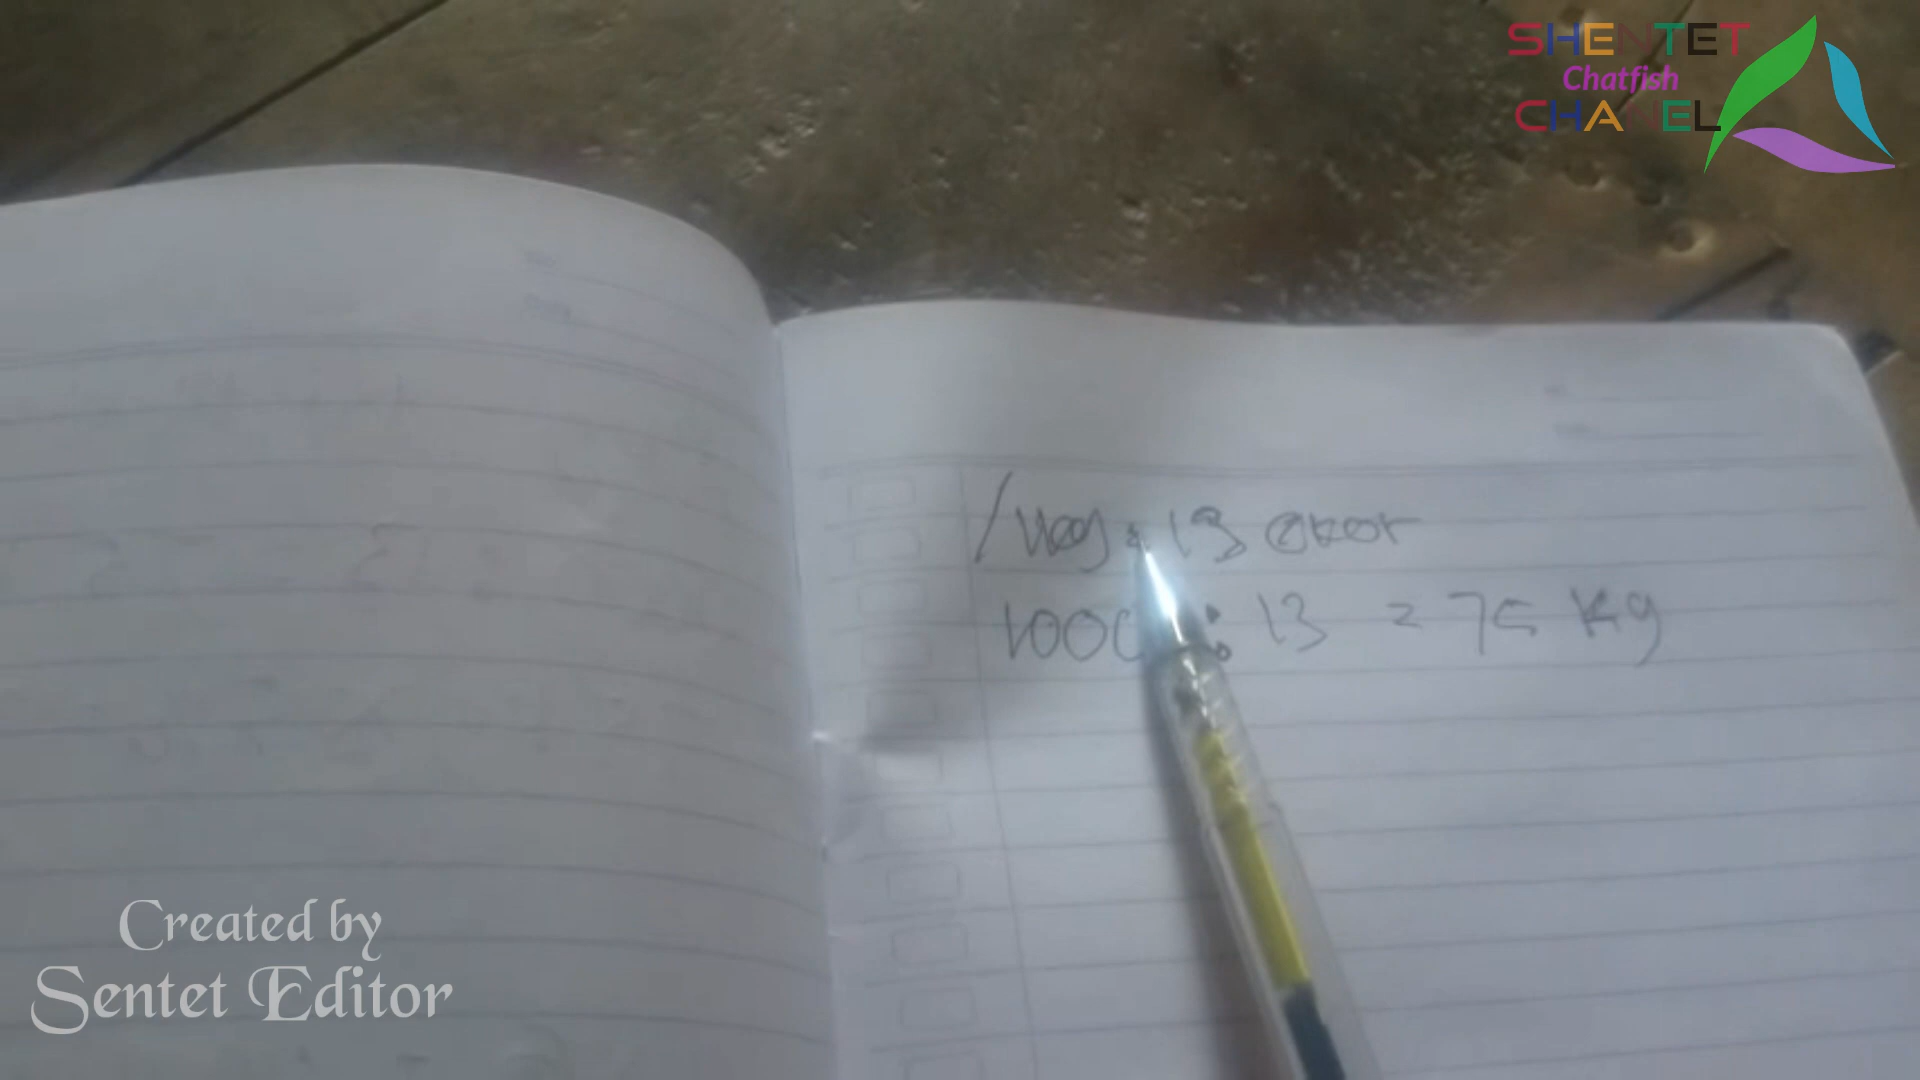 SHENTET
Chatfish
CHANEL
/1kg : 13 ekor
1000 : 13 = 75 kg
Created by
Sentet Editor